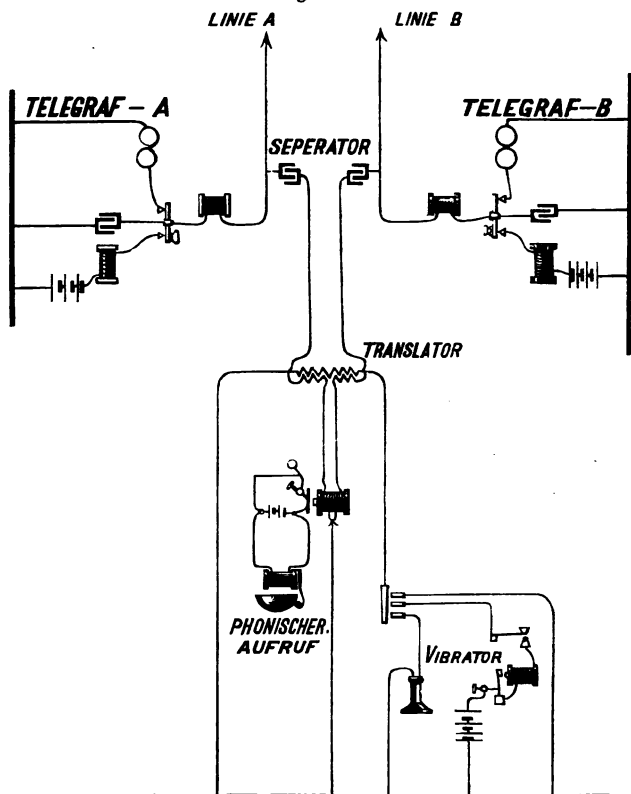 LINIE A
LINIE B
TELEGRAF - A
TELEGRAF-B
SEPERATOR
TRANSLATOR
PHONISCHER.
AUFRUF
VIBRATOR